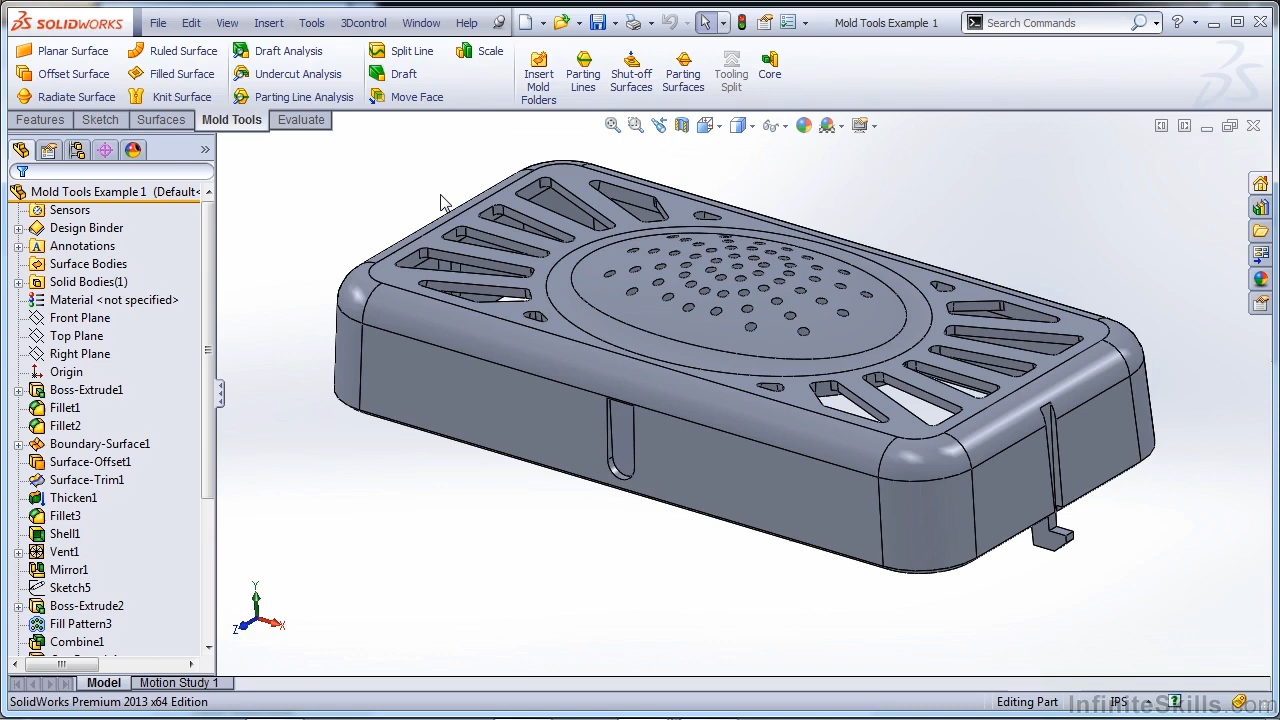 SOLIDWORKS File Edit View Insert Tools 3Dcontrol Window Help Mold Tools Example 1 Search Commands
Planar Surface Ruled Surface Draft Analysis Split Line Scale
Offset Surface Filled Surface Undercut Analysis Draft
Radiate Surface Knit Surface Parting Line Analysis Move Face
Insert Mold Folders
Parting Lines
Shut-off Surfaces
Parting Surfaces
Tooling Split
Core
Features Sketch Surfaces Mold Tools Evaluate
Mold Tools Example 1 (Default<
Sensors
Design Binder
Annotations
Surface Bodies
Solid Bodies(1)
Material <not specified>
Front Plane
Top Plane
Right Plane
Origin
Boss-Extrude1
Fillet1
Fillet2
Boundary-Surface1
Surface-Offset1
Surface-Trim1
Thicken1
Fillet3
Shell1
Vent1
Mirror1
Sketch5
Boss-Extrude2
Fill Pattern3
Combine1
Y
Z X
Model Motion Study 1
SolidWorks Premium 2013 x64 Edition Editing Part IPS
InfiniteSkills.com